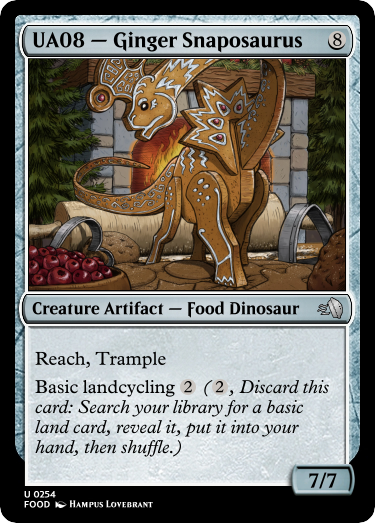 UA08 — Ginger Snaposaurus 8
Creature Artifact — Food Dinosaur
Reach, Trample
Basic landcycling 2 (2, Discard this
card: Search your library for a basic
land card, reveal it, put it into your
hand, then shuffle.)
7/7
U 0254
FOOD HAMPUS LOVEBRANT